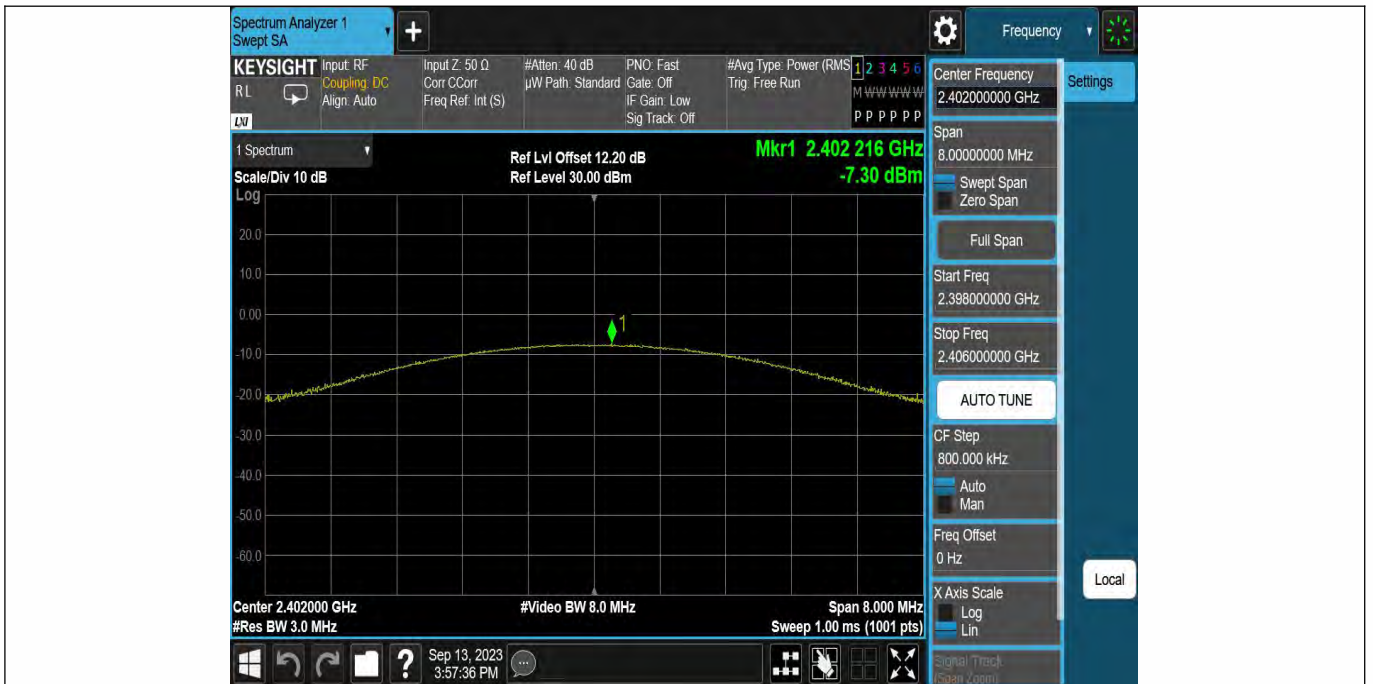 Spectrum Analyzer 1
Swept SA
+
Frequency
KEYSIGHT
RL
LXI
Input: RF
Coupling: DC
Align: Auto
Input Z: 50 Ω
Corr CCorr
Freq Ref: Int (S)
#Atten: 40 dB
µW Path: Standard
PNO: Fast
Gate: Off
IF Gain: Low
Sig Track: Off
#Avg Type: Power (RMS
Trig: Free Run
1 2 3 4 5 6
M W W W W W
P P P P P P
1 Spectrum
Scale/Div 10 dB
Log
Ref Lvl Offset 12.20 dB
Ref Level 30.00 dBm
Mkr1 2.402 216 GHz
-7.30 dBm
20.0
10.0
0.00
-10.0
-20.0
-30.0
-40.0
-50.0
-60.0
1
Center 2.402000 GHz
#Res BW 3.0 MHz
#Video BW 8.0 MHz
Span 8.000 MHz
Sweep 1.00 ms (1001 pts)
Center Frequency
2.402000000 GHz
Settings
Span
8.00000000 MHz
Swept Span
Zero Span
Full Span
Start Freq
2.398000000 GHz
Stop Freq
2.406000000 GHz
AUTO TUNE
CF Step
800.000 kHz
Auto
Man
Freq Offset
0 Hz
X Axis Scale
Log
Lin
Signal Track
(Span Zoom)
Local
?
Sep 13, 2023
3:57:36 PM